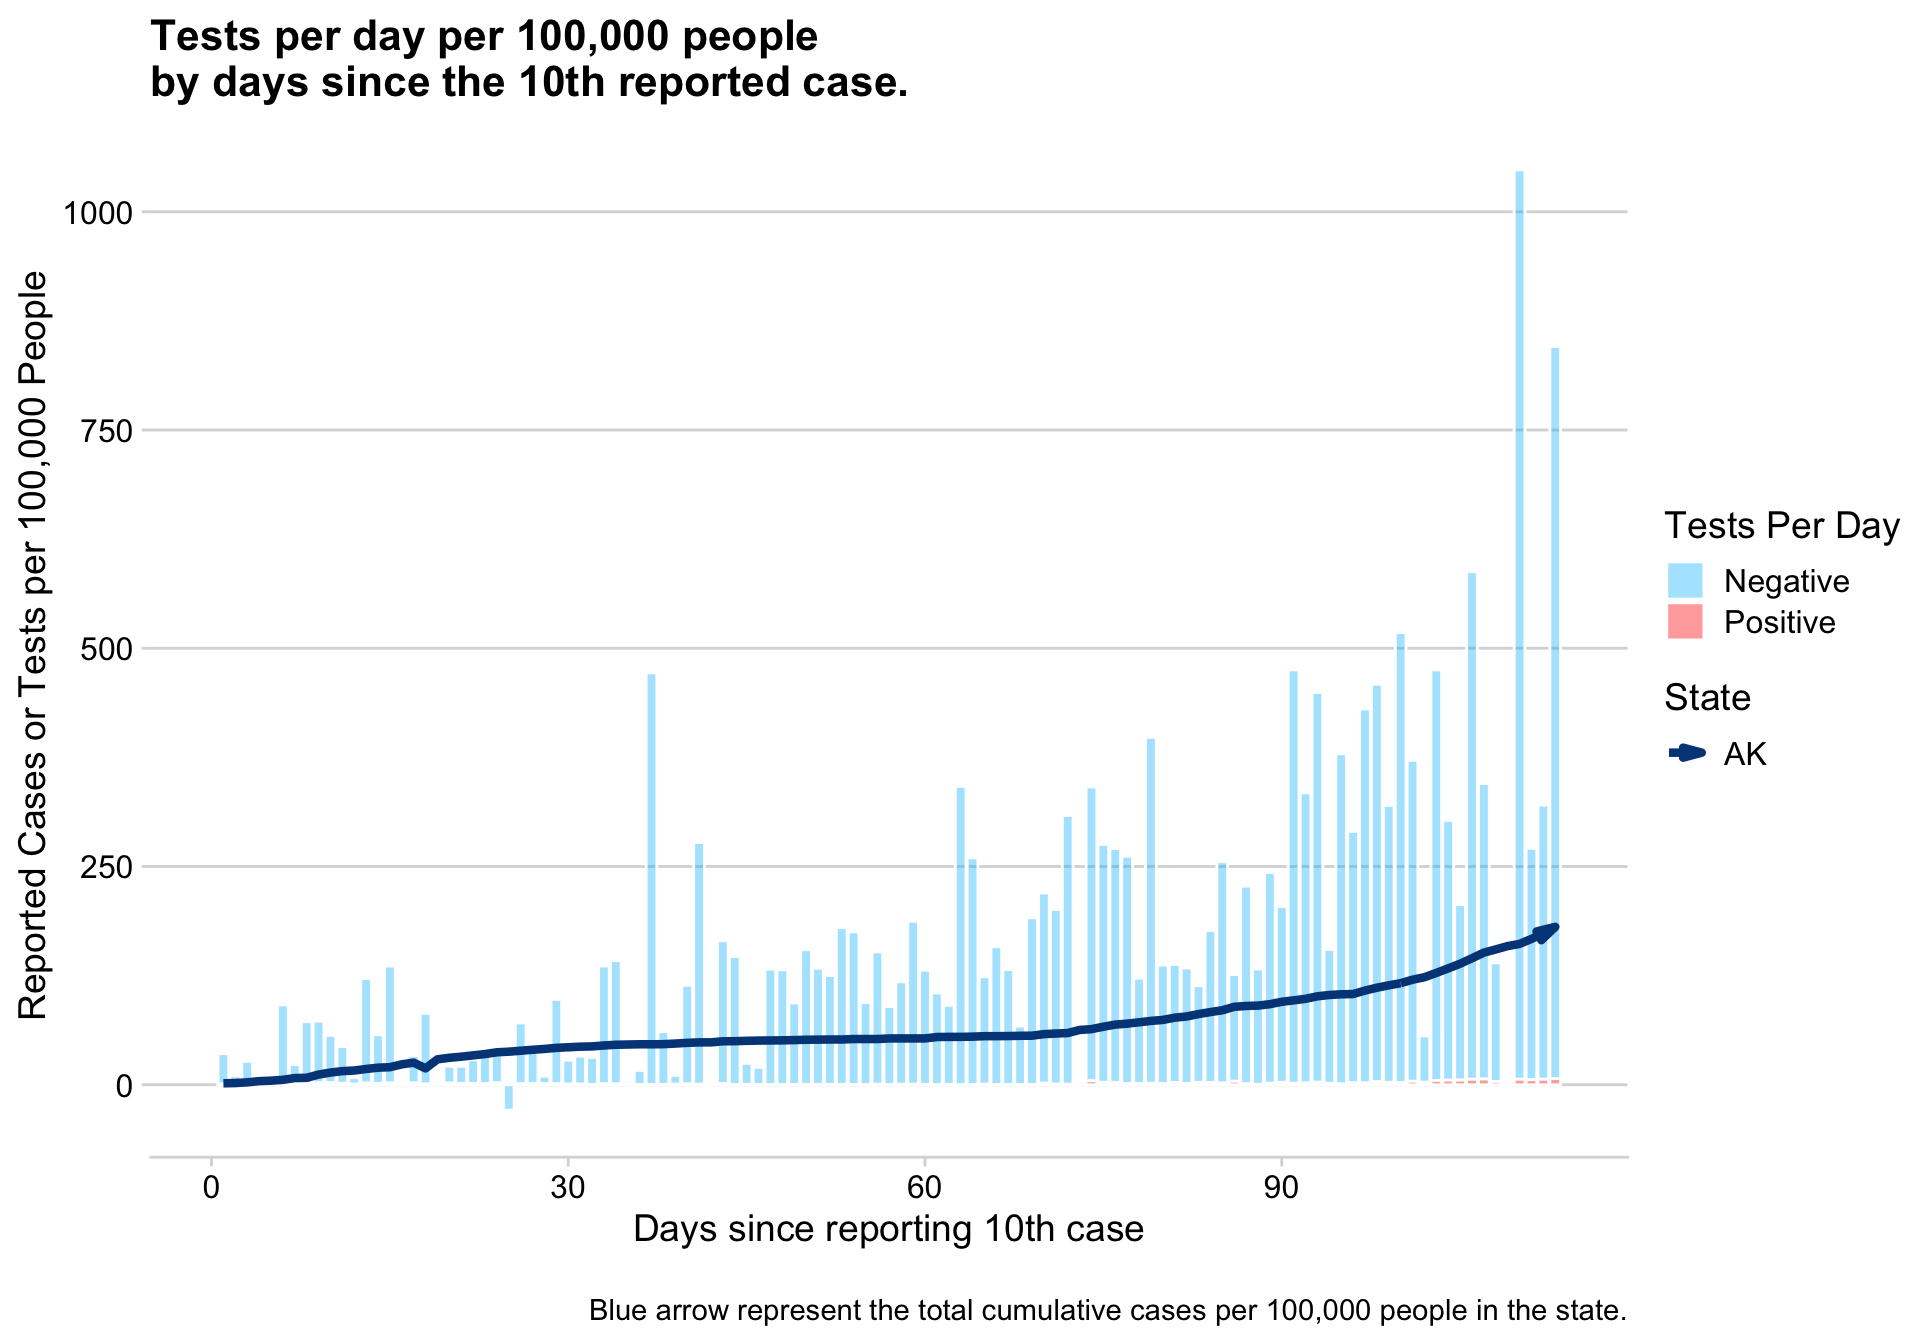 Tests per day per 100,000 people
by days since the 10th reported case.
Reported Cases or Tests per 100,000 People
1000
750
500
250
0
0
30
60
90
Days since reporting 10th case
Tests Per Day
Negative
Positive
State
AK
Blue arrow represent the total cumulative cases per 100,000 people in the state.